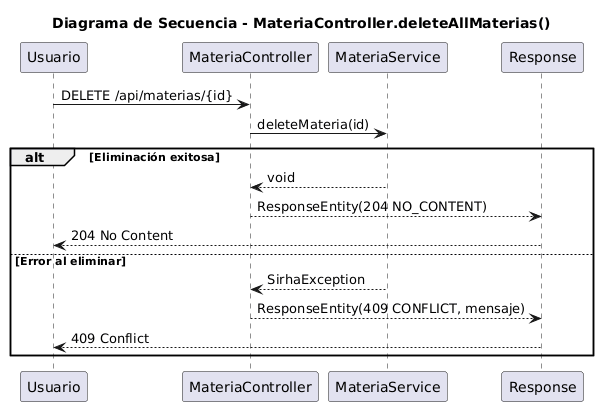 Diagrama de Secuencia - MateriaController.deleteAllMaterias()
Usuario MateriaController MateriaService Response
DELETE /api/materias/{id}
deleteMateria(id)
alt [Eliminación exitosa]
void
ResponseEntity(204 NO_CONTENT)
204 No Content
[Error al eliminar]
SirhaException
ResponseEntity(409 CONFLICT, mensaje)
409 Conflict
Usuario MateriaController MateriaService Response